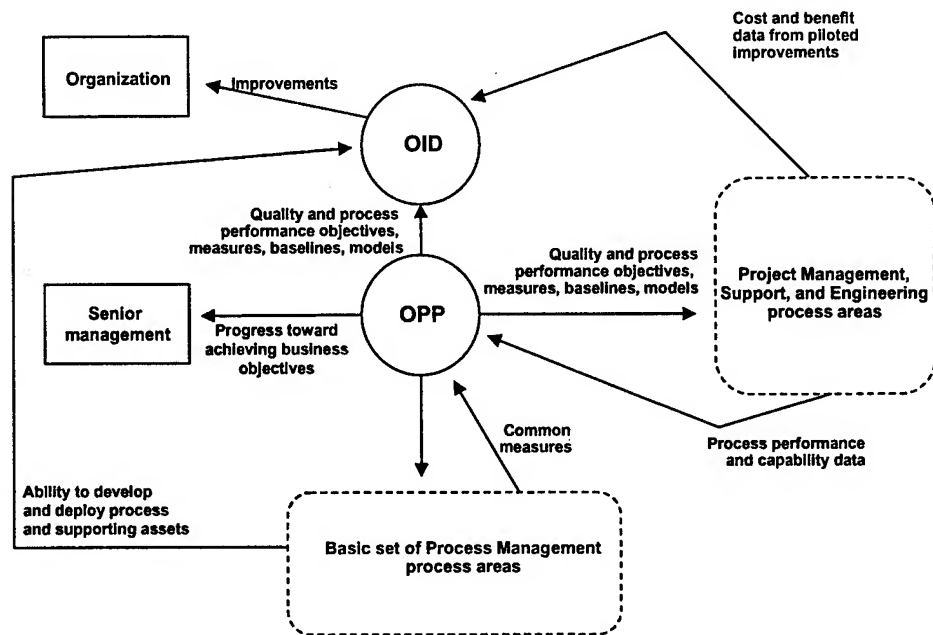 Cost and benefit
data from piloted
improvements
Organization
Improvements
OID
Quality and process
performance objectives,
measures, baselines, models
Quality and process
performance objectives,
measures, baselines, models
Project Management,
Support, and Engineering
process areas
Senior
management
OPP
Progress toward
achieving business
objectives
Common
measures
Process performance
and capability data
Ability to develop
and deploy process
and supporting assets
Basic set of Process Management
process areas